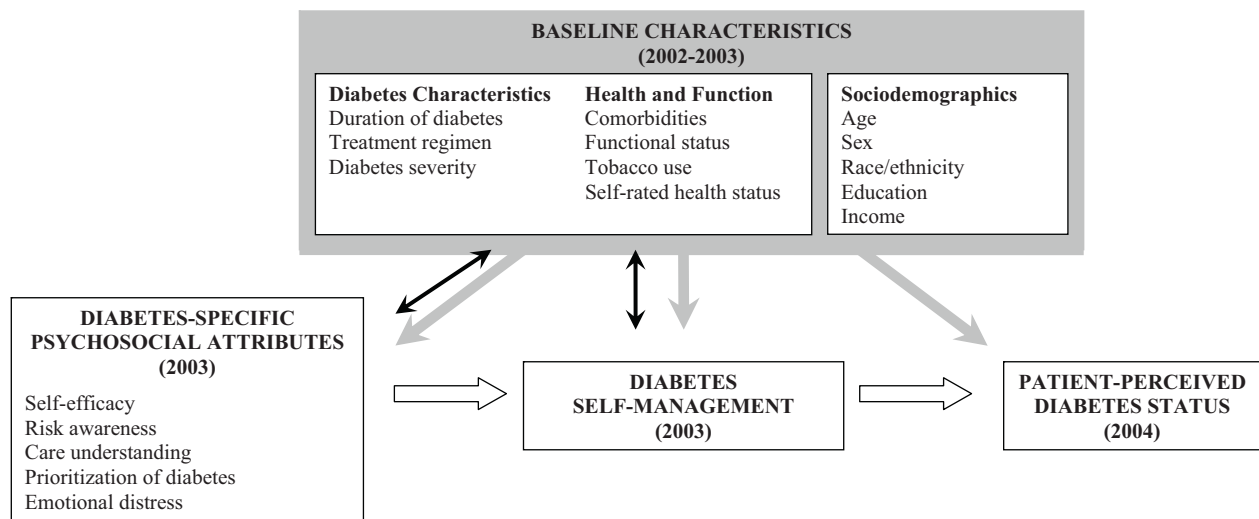 BASELINE CHARACTERISTICS
(2002-2003)
Diabetes Characteristics
Duration of diabetes
Treatment regimen
Diabetes severity
Health and Function
Comorbidities
Functional status
Tobacco use
Self-rated health status
Sociodemographics
Age
Sex
Race/ethnicity
Education
Income
DIABETES-SPECIFIC
PSYCHOSOCIAL ATTRIBUTES
(2003)
Self-efficacy
Risk awareness
Care understanding
Prioritization of diabetes
Emotional distress
DIABETES
SELF-MANAGEMENT
(2003)
PATIENT-PERCEIVED
DIABETES STATUS
(2004)